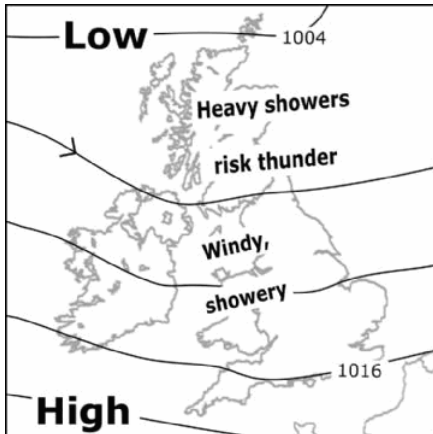 Low
1004
Heavy showers
risk thunder
Windy,
showery
1016
High